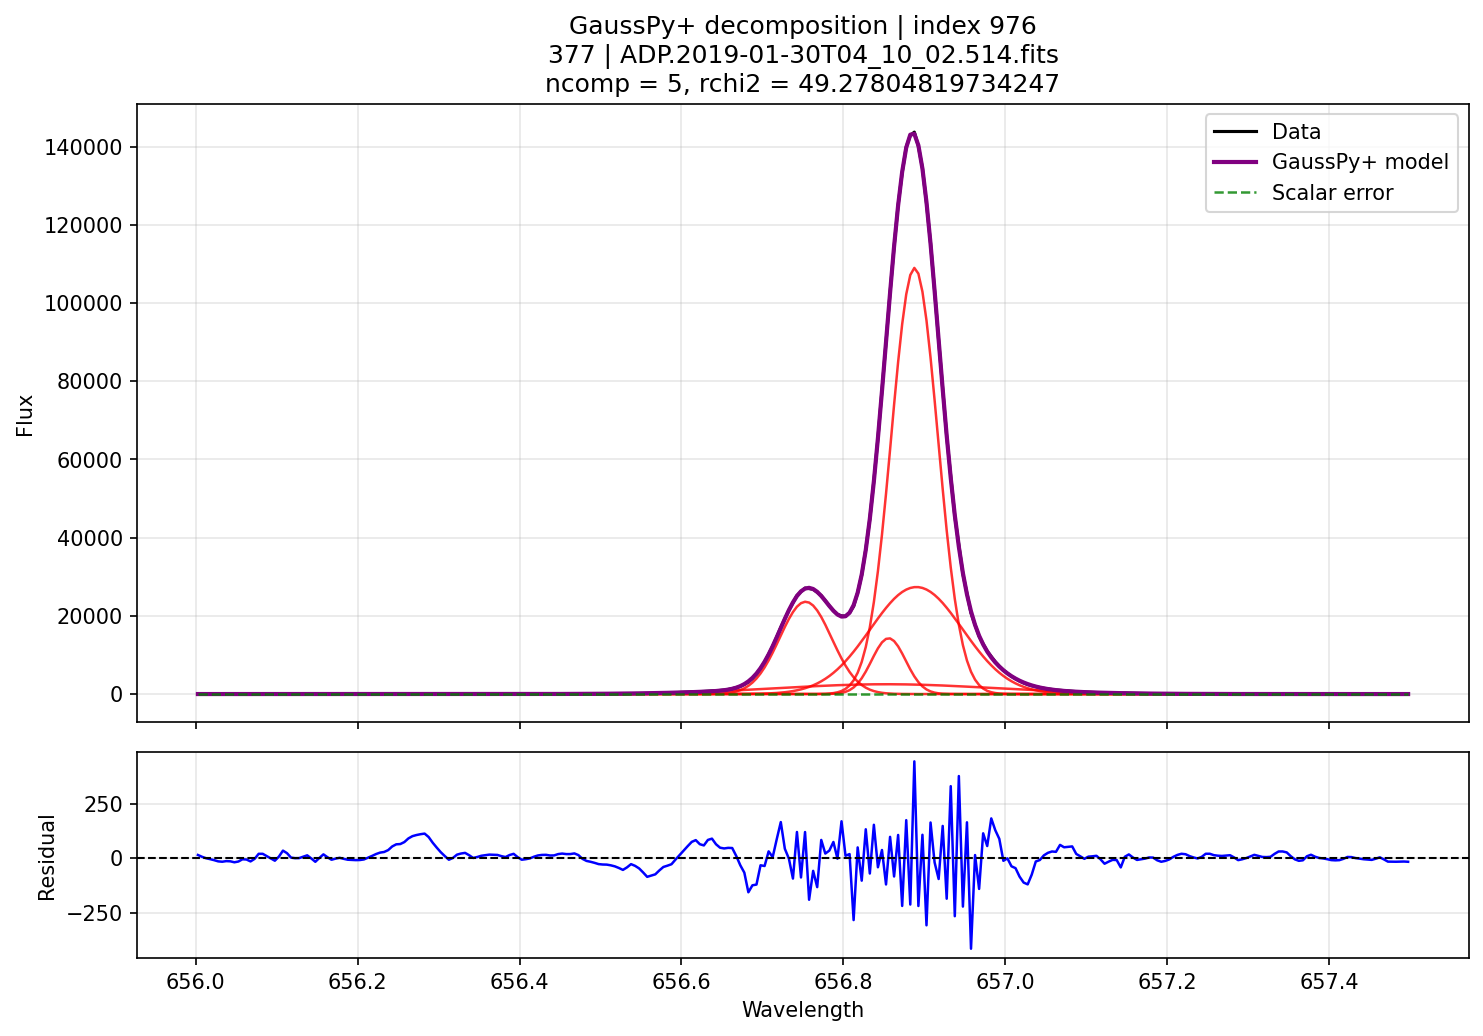 GaussPy+ decomposition | index 976
377 | ADP.2019-01-30T04_10_02.514.fits
ncomp = 5, rchi2 = 49.27804819734247
Data
GaussPy+ model
Scalar error
140000
120000
100000
80000
60000
40000
20000
0
Flux
250
0
−250
Residual
656.0
656.2
656.4
656.6
656.8
657.0
657.2
657.4
Wavelength